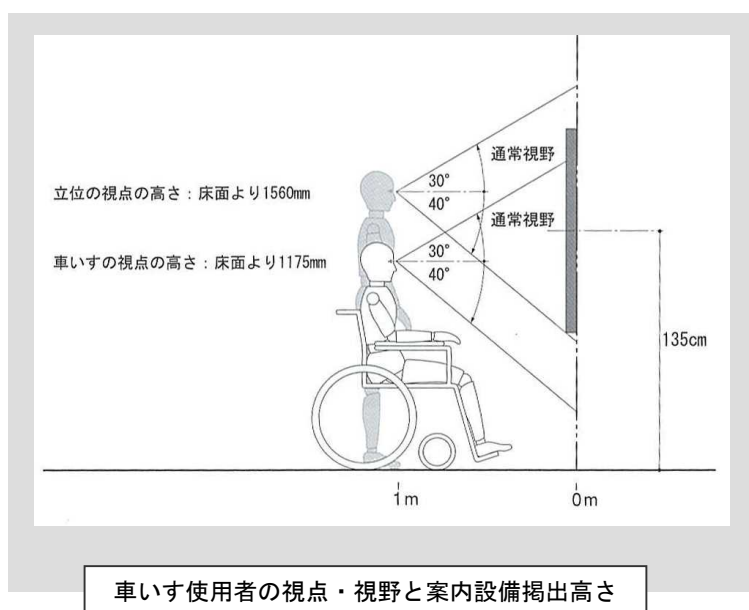 通常視野
30°
40°
立位の視点の高さ：床面より1560mm
通常視野
30°
40°
車いすの視点の高さ：床面より1175mm
135cm
1m
0m
車いす使用者の視点・視野と案内設備掲出高さ